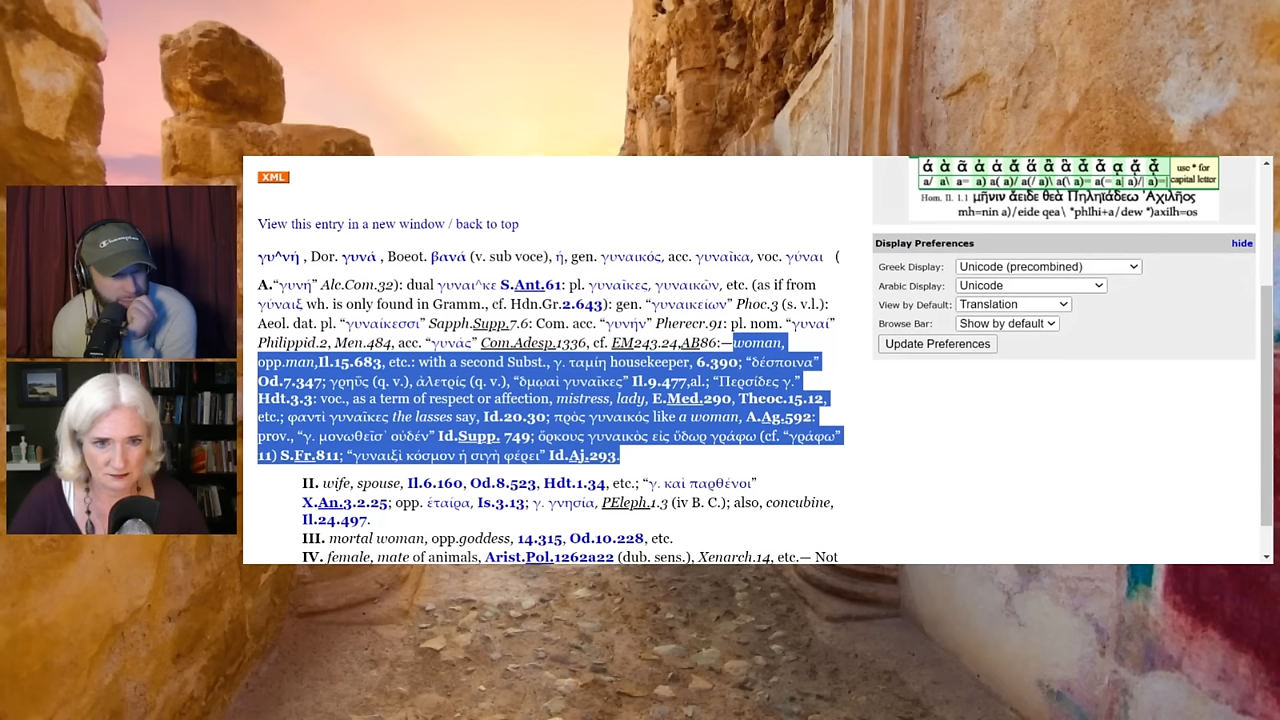 XML
View this entry in a new window / back to top
γυ^νή , Dor. γυνά , Boeot. βανά (v. sub voce), ἡ, gen. γυναικός, acc. γυναῖκα, voc. γύναι (
A.“γυνή” Alc.Com.32): dual γυναι^κε S.Ant.61: pl. γυναῖκες, γυναικῶν, etc. (as if from
γύναιξ wh. is only found in Gramm., cf. Hdn.Gr.2.643): gen. “γυναικείων” Phoc.3 (s. v.l.):
Aeol. dat. pl. “γυναίκεσσι” Sapph.Supp.7.6: Com. acc. “γυνήν” Pherecr.91: pl. nom. “γυναί”
Philippid.2, Men.484, acc. “γυνάς” Com.Adesp.1336, cf. EM243.24,AB86:—woman,
opp.man,Il.15.683, etc.: with a second Subst., γ. ταμίη housekeeper, 6.390; “δέσποινα”
Od.7.347; γρηῢς (q. v.), ἀλετρίς (q. v.), “δμῳαὶ γυναῖκες” Il.9.477,al.; “Περσίδες γ.”
Hdt.3.3: voc., as a term of respect or affection, mistress, lady, E.Med.290, Theoc.15.12,
etc.; φαντὶ γυναῖκες the lasses say, Id.20.30; πρὸς γυναικός like a woman, A.Ag.592:
prov., “γ. μονωθεῖσ᾽ οὐδέν” Id.Supp. 749; ὅρκους γυναικὸς εἰς ὕδωρ γράφω (cf. “γράφω”
11) S.Fr.811; “γυναιξὶ κόσμον ἡ σιγὴ φέρει” Id.Aj.293.
II. wife, spouse, Il.6.160, Od.8.523, Hdt.1.34, etc.; “γ. καὶ παρθένοι”
X.An.3.2.25; opp. ἑταίρα, Is.3.13; γ. γνησία, PEleph.1.3 (iv B. C.); also, concubine,
Il.24.497.
III. mortal woman, opp.goddess, 14.315, Od.10.228, etc.
IV. female, mate of animals, Arist.Pol.1262a22 (dub. sens.), Xenarch.14, etc.— Not
ά ὰ ᾶ
a/ a\ a= a) a( a)/ a(/ a)\ a(\ a)= a(= a| a)/|
use * for
capital letter
Hom. Il. 1.1 μῆνιν ἄειδε θεὰ Πηληϊάδεω Ἀχιλῆος
mh=nin a)/eide qea\ *phlhi+a/dew *)axilh=os
Display Preferences hide
Greek Display: Unicode (precombined)
Arabic Display: Unicode
View by Default: Translation
Browse Bar: Show by default
Update Preferences
Champion